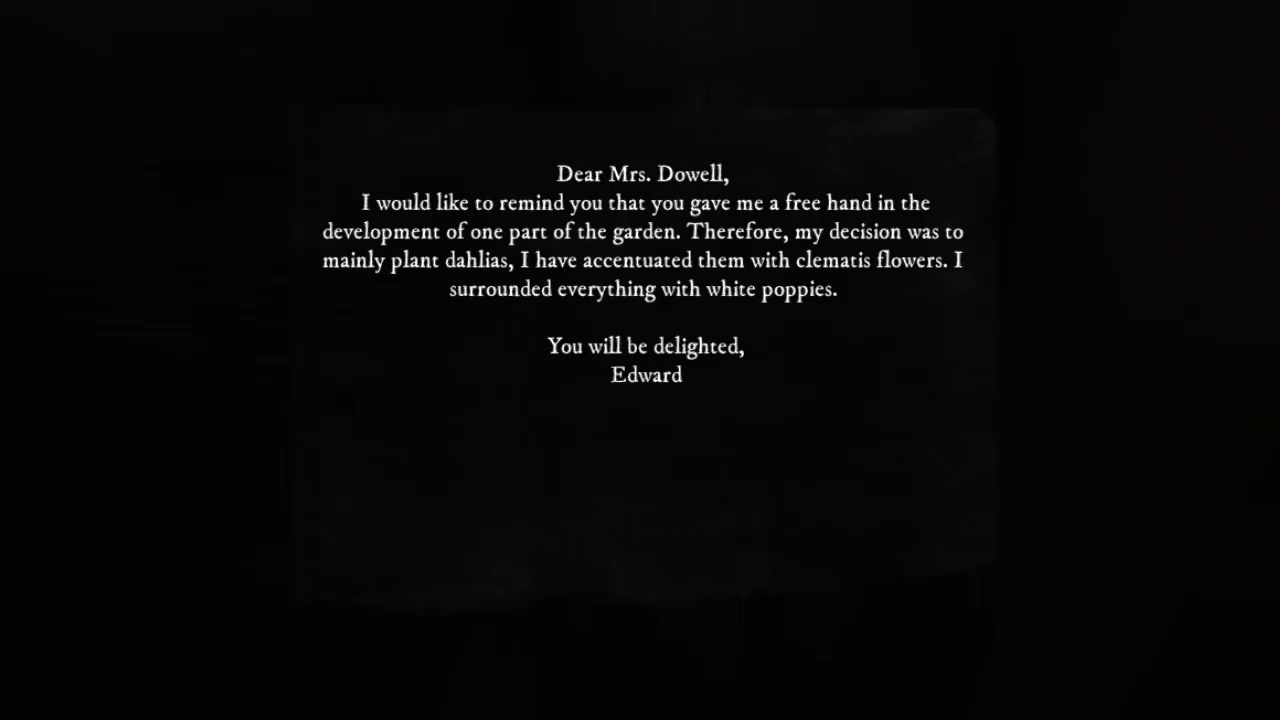 Dear Mrs. Dowell,
I would like to remind you that you gave me a free hand in the
development of one part of the garden. Therefore, my decision was to
mainly plant dahlias, I have accentuated them with clematis flowers. I
surrounded everything with white poppies.
You will be delighted,
Edward